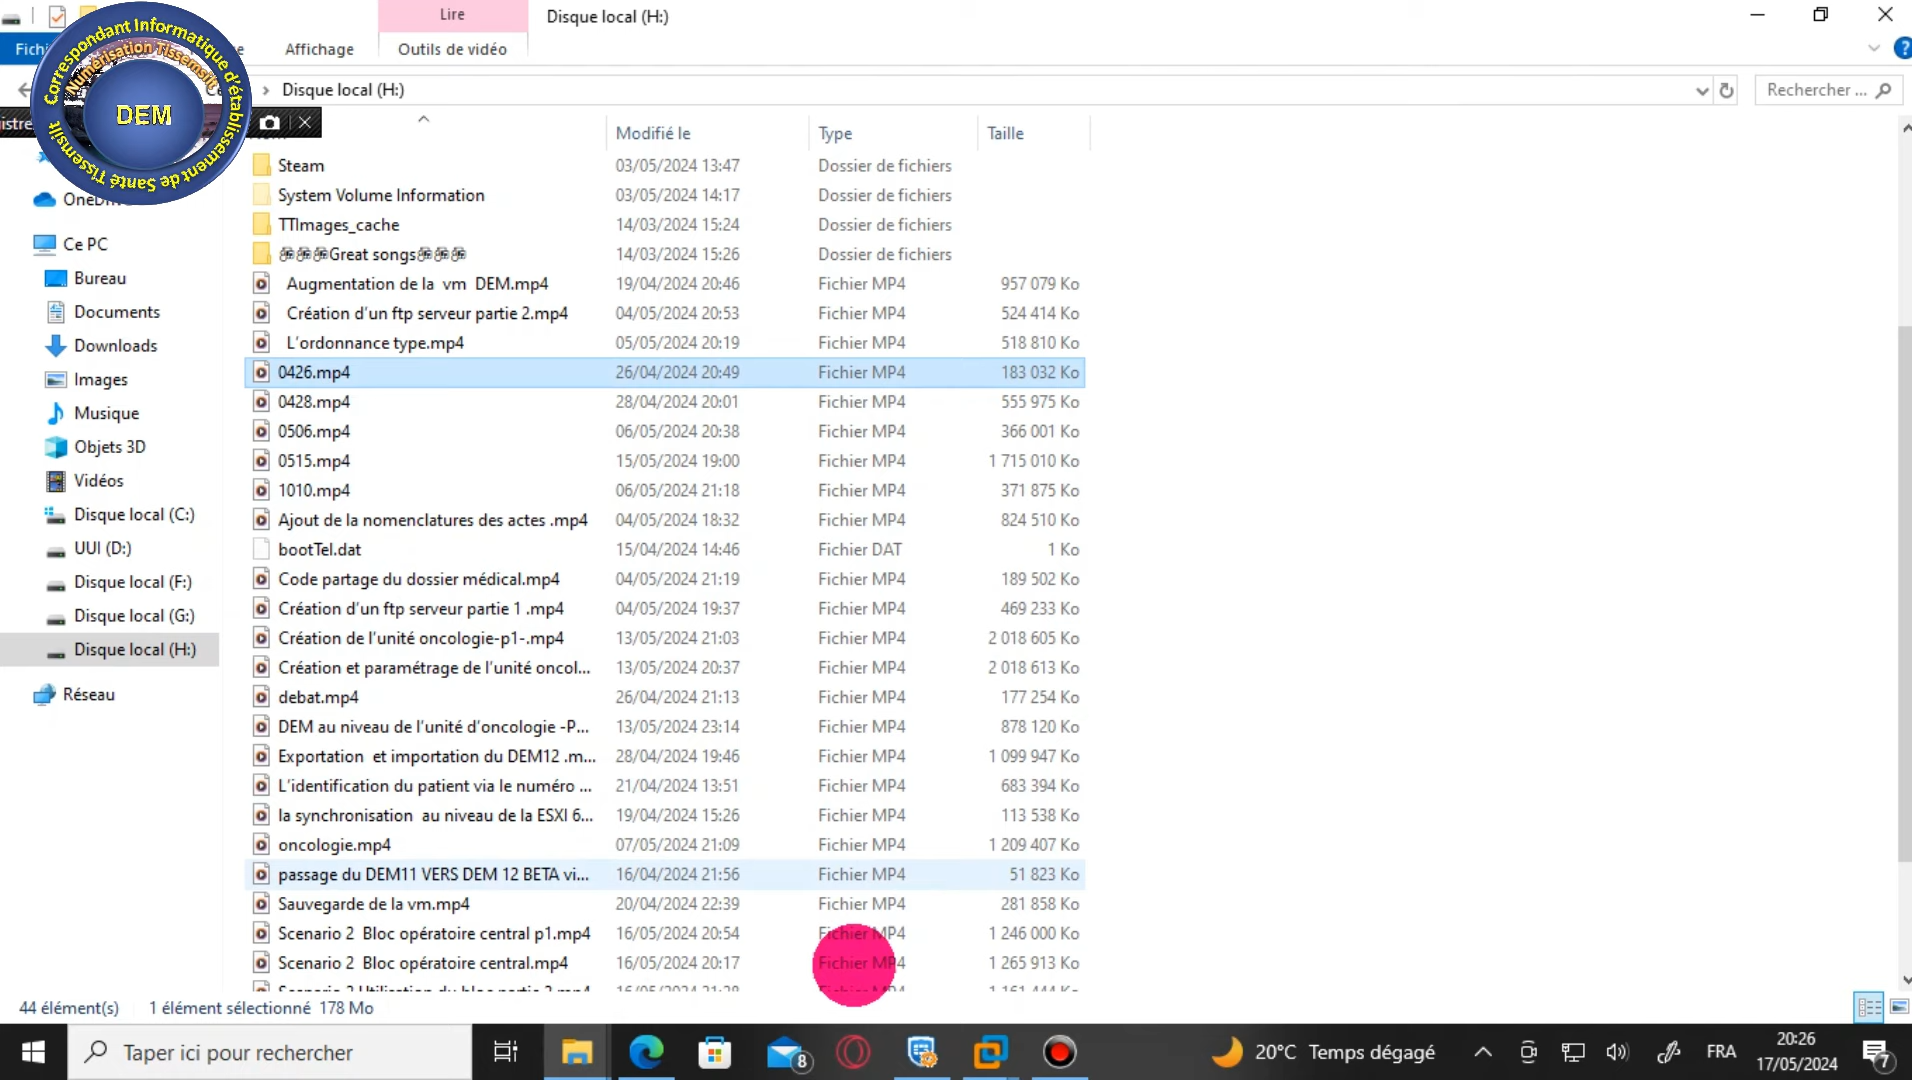 Lire
Disque local (H:)
Fichi
Affichage
Outils de vidéo
Disque local (H:)
Rechercher ...
Correspondant Informatique d'établissement de Santé Tissemsilt
Numérisation Tissemsilt
DEM
istre
Modifié le
Type
Taille
Steam 03/05/2024 13:47 Dossier de fichiers
System Volume Information 03/05/2024 14:17 Dossier de fichiers
TTImages_cache 14/03/2024 15:24 Dossier de fichiers
Great songs 14/03/2024 15:26 Dossier de fichiers
Augmentation de la vm DEM.mp4 19/04/2024 20:46 Fichier MP4 957 079 Ko
Création d'un ftp serveur partie 2.mp4 04/05/2024 20:53 Fichier MP4 524 414 Ko
L'ordonnance type.mp4 05/05/2024 20:19 Fichier MP4 518 810 Ko
0426.mp4 26/04/2024 20:49 Fichier MP4 183 032 Ko
0428.mp4 28/04/2024 20:01 Fichier MP4 555 975 Ko
0506.mp4 06/05/2024 20:38 Fichier MP4 366 001 Ko
0515.mp4 15/05/2024 19:00 Fichier MP4 1 715 010 Ko
1010.mp4 06/05/2024 21:18 Fichier MP4 371 875 Ko
Ajout de la nomenclatures des actes .mp4 04/05/2024 18:32 Fichier MP4 824 510 Ko
bootTel.dat 15/04/2024 14:46 Fichier DAT 1 Ko
Code partage du dossier médical.mp4 04/05/2024 21:19 Fichier MP4 189 502 Ko
Création d'un ftp serveur partie 1 .mp4 04/05/2024 19:37 Fichier MP4 469 233 Ko
Création de l'unité oncologie-p1-.mp4 13/05/2024 21:03 Fichier MP4 2 018 605 Ko
Création et paramétrage de l'unité oncol... 13/05/2024 20:37 Fichier MP4 2 018 613 Ko
debat.mp4 26/04/2024 21:13 Fichier MP4 177 254 Ko
DEM au niveau de l'unité d'oncologie -P... 13/05/2024 23:14 Fichier MP4 878 120 Ko
Exportation et importation du DEM12 .m... 28/04/2024 19:46 Fichier MP4 1 099 947 Ko
L'identification du patient via le numéro ... 21/04/2024 13:51 Fichier MP4 683 394 Ko
la synchronisation au niveau de la ESXI 6... 19/04/2024 15:26 Fichier MP4 113 538 Ko
oncologie.mp4 07/05/2024 21:09 Fichier MP4 1 209 407 Ko
passage du DEM11 VERS DEM 12 BETA vi... 16/04/2024 21:56 Fichier MP4 51 823 Ko
Sauvegarde de la vm.mp4 20/04/2024 22:39 Fichier MP4 281 858 Ko
Scenario 2 Bloc opératoire central p1.mp4 16/05/2024 20:54 Fichier MP4 1 246 000 Ko
Scenario 2 Bloc opératoire central.mp4 16/05/2024 20:17 Fichier MP4 1 265 913 Ko
OneDriv
Ce PC
Bureau
Documents
Downloads
Images
Musique
Objets 3D
Vidéos
Disque local (C:)
UUI (D:)
Disque local (F:)
Disque local (G:)
Disque local (H:)
Réseau
44 élément(s) 1 élément sélectionné 178 Mo
Taper ici pour rechercher
8
20°C Temps dégagé
FRA
20:26
17/05/2024
7